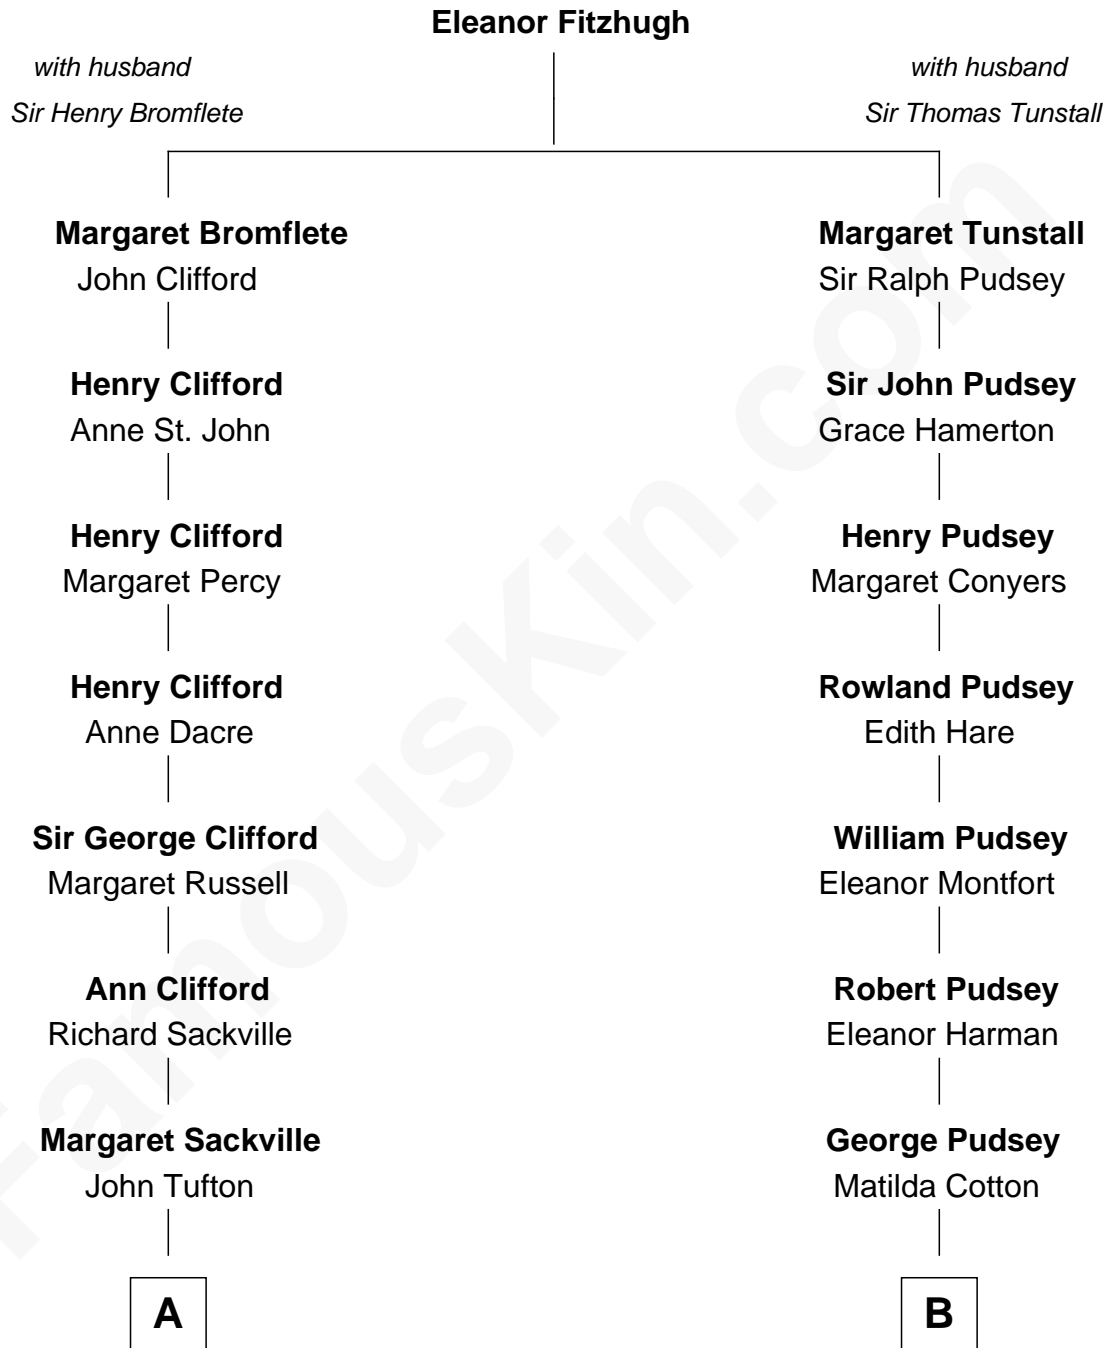 Eleanor Fitzhugh
with husband
Sir Henry Bromflete
with husband
Sir Thomas Tunstall
Margaret Bromflete
John Clifford
Margaret Tunstall
Sir Ralph Pudsey
Henry Clifford
Anne St. John
Sir John Pudsey
Grace Hamerton
Henry Clifford
Margaret Percy
Henry Pudsey
Margaret Conyers
Henry Clifford
Anne Dacre
Rowland Pudsey
Edith Hare
Sir George Clifford
Margaret Russell
William Pudsey
Eleanor Montfort
Ann Clifford
Richard Sackville
Robert Pudsey
Eleanor Harman
Margaret Sackville
John Tufton
George Pudsey
Matilda Cotton
A
B
FamousKin.com